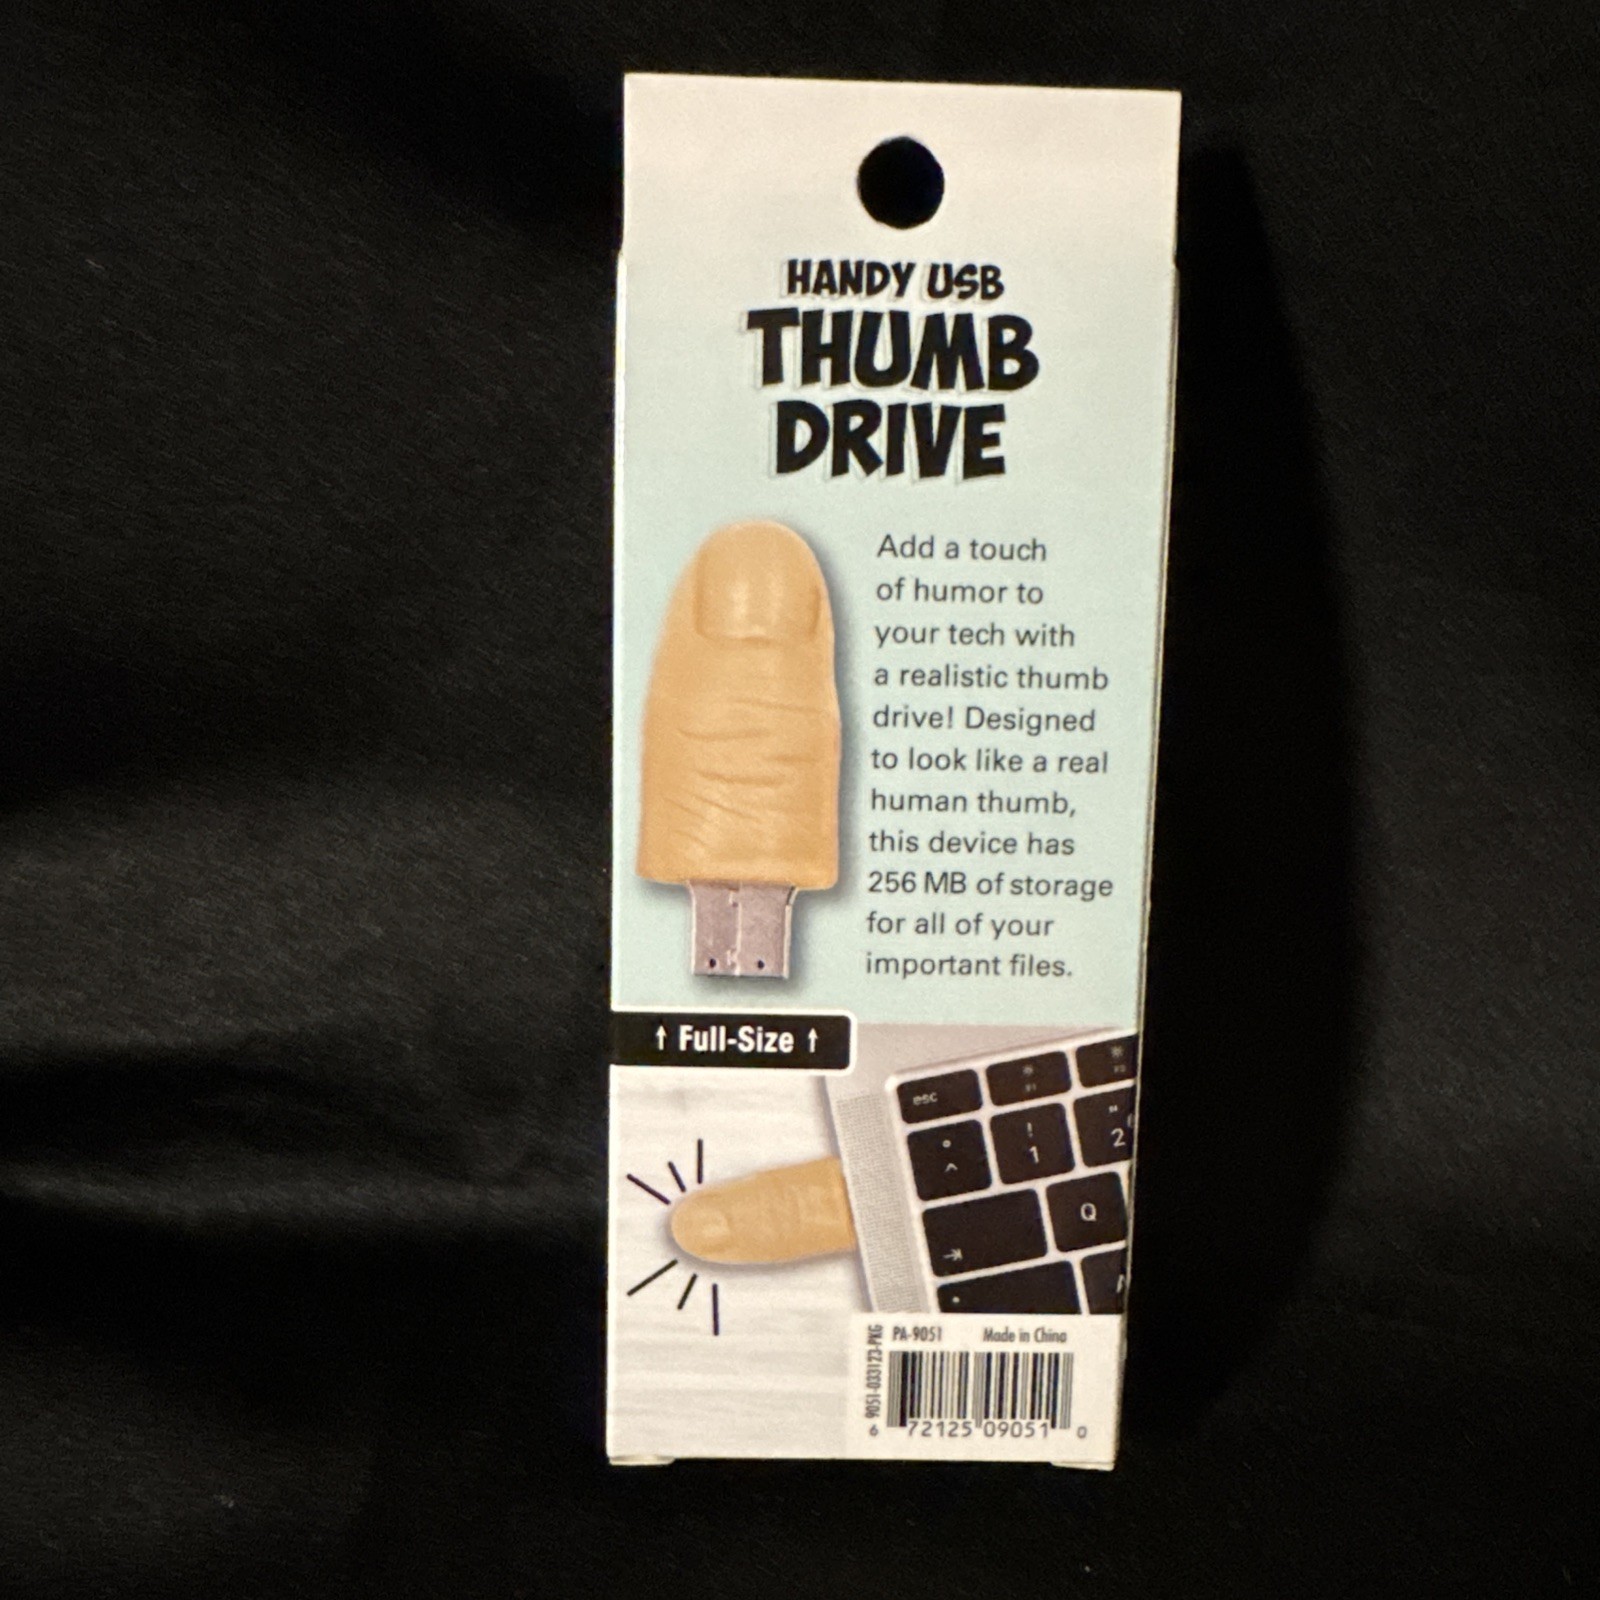 HANDY USB
THUMB
DRIVE
Add a touch
of humor to
your tech with
a realistic thumb
drive! Designed
to look like a real
human thumb,
this device has
256 MB of storage
for all of your
important files.
↑ Full-Size ↑
esc
F1
F2
° ^
! 1
" 2
Q
PA-9051 Made in China
9051-033123-PKG
6 72125 09051 0